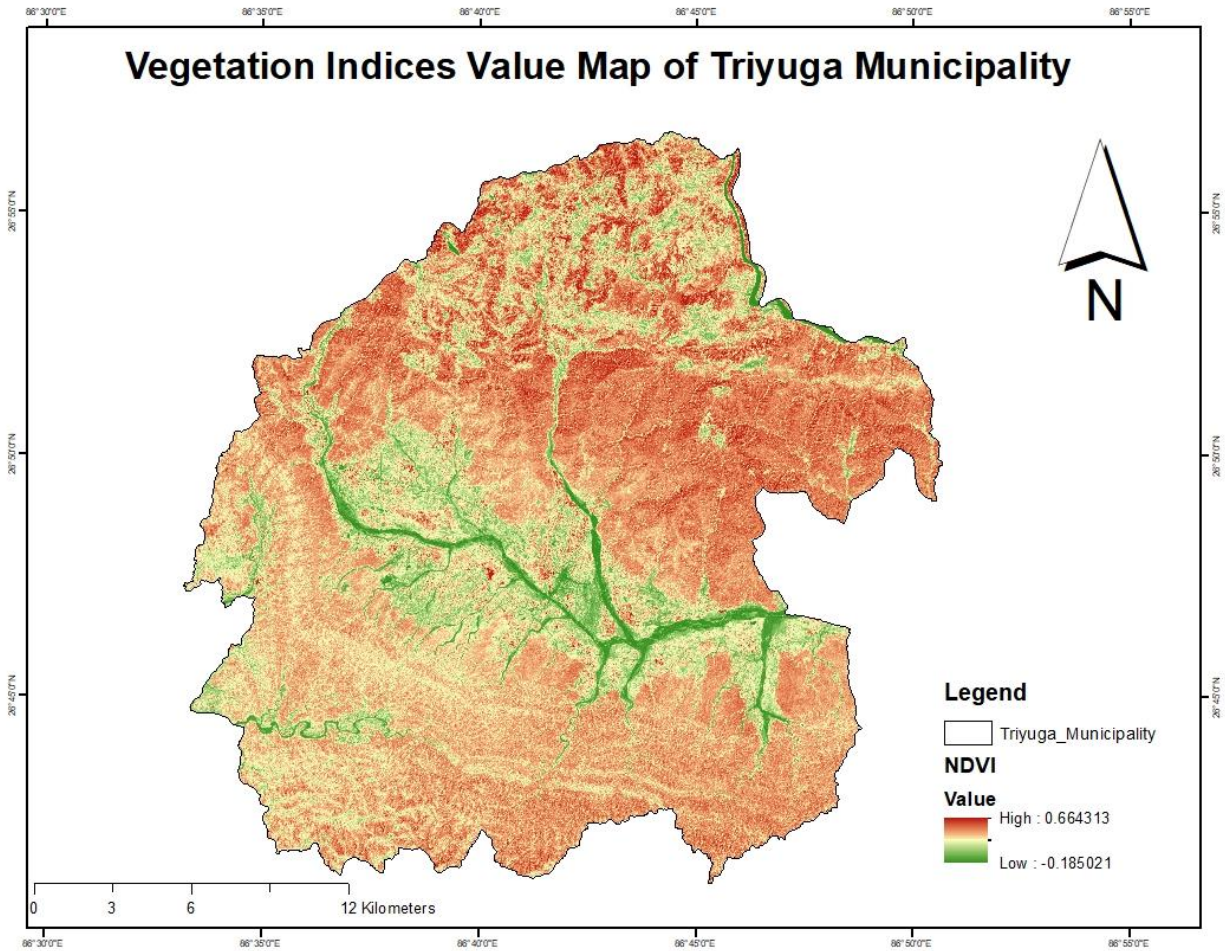 86°30'0"E 86°35'0"E 86°40'0"E 86°45'0"E 86°50'0"E 86°55'0"E
Vegetation Indices Value Map of Triyuga Municipality
N
26°55'0"N 26°55'0"N
26°50'0"N 26°50'0"N
26°45'0"N 26°45'0"N
Legend
Triyuga_Municipality
NDVI
Value
High : 0.664313
Low : -0.185021
0 3 6 12 Kilometers
86°30'0"E 86°35'0"E 86°40'0"E 86°45'0"E 86°50'0"E 86°55'0"E